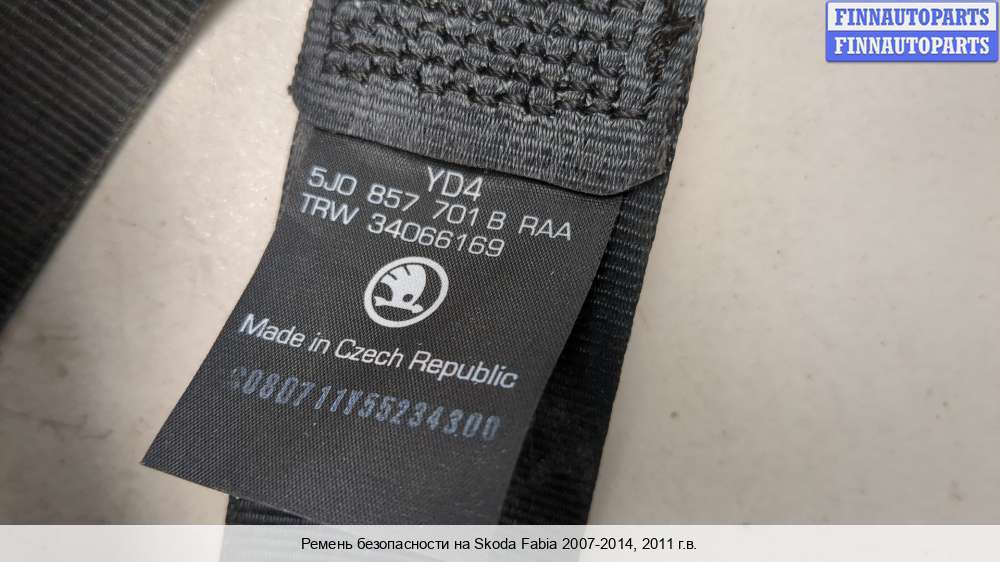 FINNAUTOPARTS
FINNAUTOPARTS
YD4
5J0 857 701 B RAA
TRW 34066169
Made in Czech Republic
Ремень безопасности на Skoda Fabia 2007-2014, 2011 г.в.